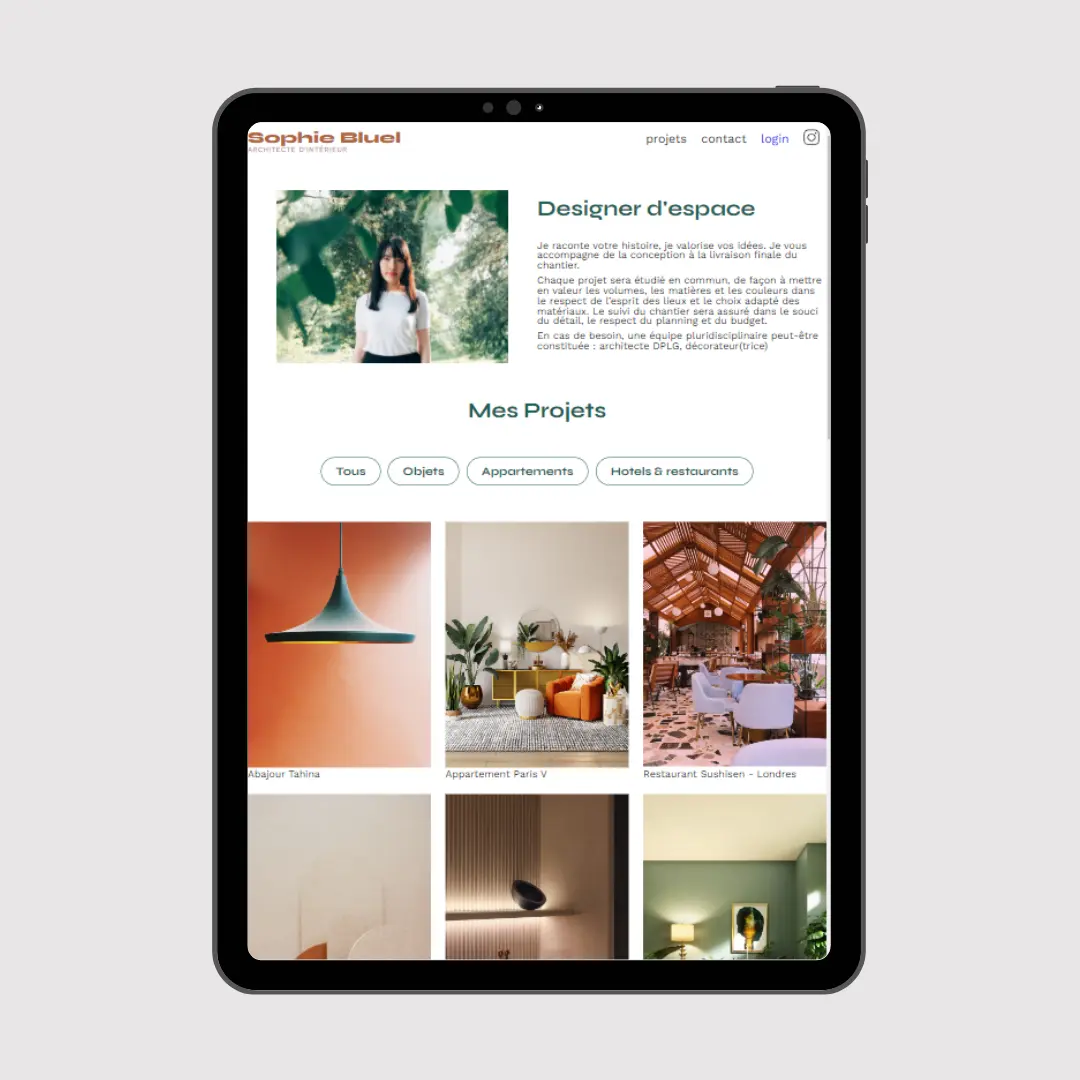 Sophie Bluel
ARCHITECTE D'INTÉRIEUR
projets contact login
Designer d'espace
Je raconte votre histoire, je valorise vos idées. Je vous
accompagne de la conception à la livraison finale du
chantier.
Chaque projet sera étudié en commun, de façon à mettre
en valeur les volumes, les matières et les couleurs dans
le respect de l'esprit des lieux et le choix adapté des
matériaux. Le suivi du chantier sera assuré dans le souci
du détail, le respect du planning et du budget.
En cas de besoin, une équipe pluridisciplinaire peut-être
constituée : architecte DPLG, décorateur(trice)
Mes Projets
Tous Objets Appartements Hotels & restaurants
Abajour Tahina
Appartement Paris V
Restaurant Sushisen - Londres